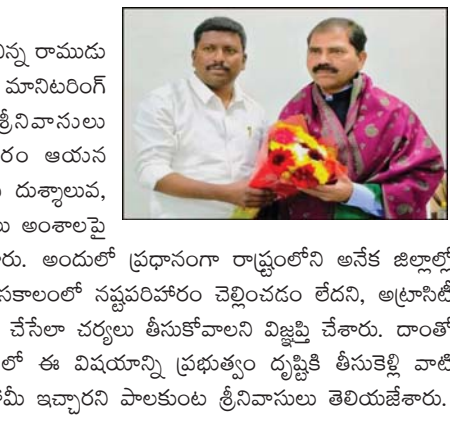 న్న రాముడు
మానిటరింగ్
శ్రీనివాసులు
రం ఆయన
దుశ్శాలువ,
అంశాలపై
రు. అందులో ప్రధానంగా రాష్ట్రంలోని అనేక జిల్లాల్లో
సకాలంలో నష్టపరిహారం చెల్లించడం లేదని, అట్రాసిటీ
చేసేలా చర్యలు తీసుకోవాలని విజ్ఞప్తి చేశారు. దాంతో
లో ఈ విషయాన్ని ప్రభుత్వం దృష్టికి తీసుకెళ్లి వాటి
మీ ఇచ్చారని పాలకుంట శ్రీనివాసులు తెలియజేశారు.